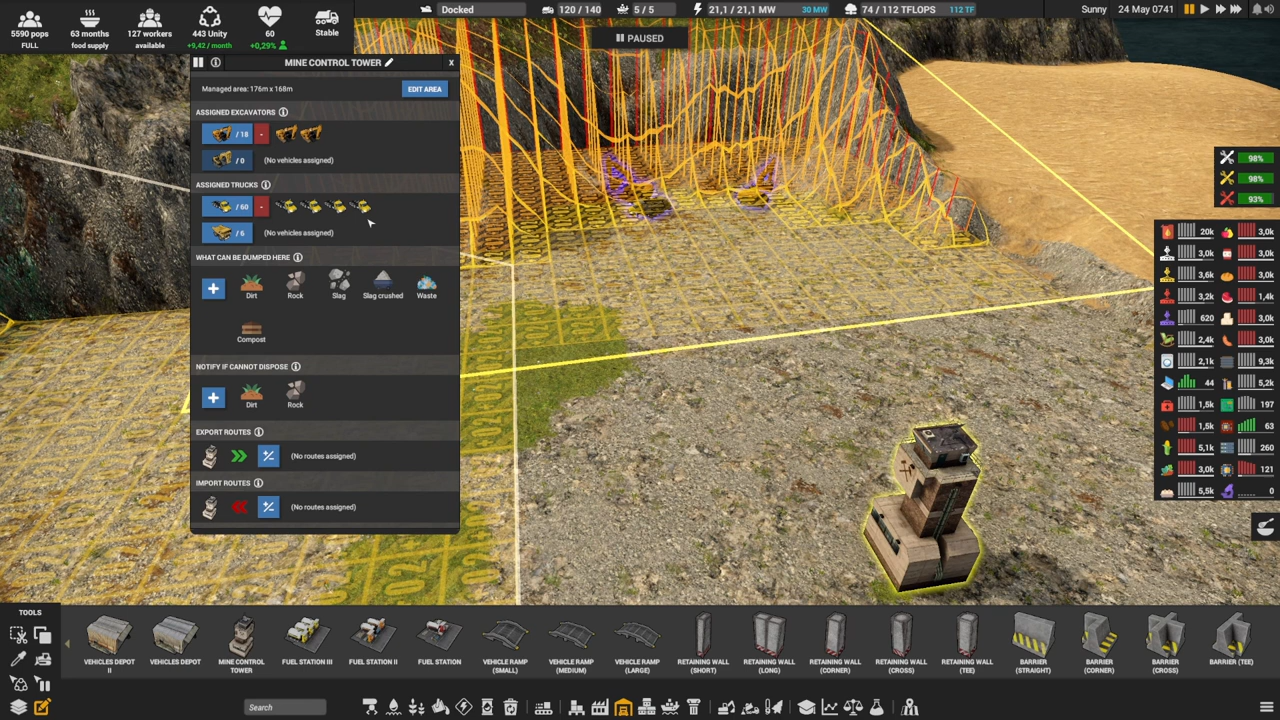 5590 pops
FULL
63 months
food supply
127 workers
available
443 Unity
+9,42 / month
60
+0,29%
Stable
Docked
120 / 140
5 / 5
21,1 / 21,1 MW
30 MW
74 / 112 TFLOPS
112 TF
Sunny
24 May 0741
PAUSED
MINE CONTROL TOWER
x
Managed area: 176m x 168m
EDIT AREA
ASSIGNED EXCAVATORS
/ 18
-
/ 0
(No vehicles assigned)
ASSIGNED TRUCKS
/ 60
-
/ 6
(No vehicles assigned)
WHAT CAN BE DUMPED HERE
+
Dirt
Rock
Slag
Slag crushed
Waste
Compost
NOTIFY IF CANNOT DISPOSE
+
Dirt
Rock
EXPORT ROUTES
(No routes assigned)
IMPORT ROUTES
(No routes assigned)
98%
98%
93%
20k
3,0k
3,0k
3,0k
3,6k
3,0k
3,2k
1,4k
620
3,0k
2,4k
3,0k
2,1k
9,3k
44
5,2k
1,5k
197
1,5k
63
5,1k
260
3,0k
121
5,5k
0
TOOLS
VEHICLES DEPOT II
VEHICLES DEPOT
MINE CONTROL TOWER
FUEL STATION III
FUEL STATION II
FUEL STATION
VEHICLE RAMP (SMALL)
VEHICLE RAMP (MEDIUM)
VEHICLE RAMP (LARGE)
RETAINING WALL (SHORT)
RETAINING WALL (LONG)
RETAINING WALL (CORNER)
RETAINING WALL (CROSS)
RETAINING WALL (TEE)
BARRIER (STRAIGHT)
BARRIER (CORNER)
BARRIER (CROSS)
BARRIER (TEE)
Search